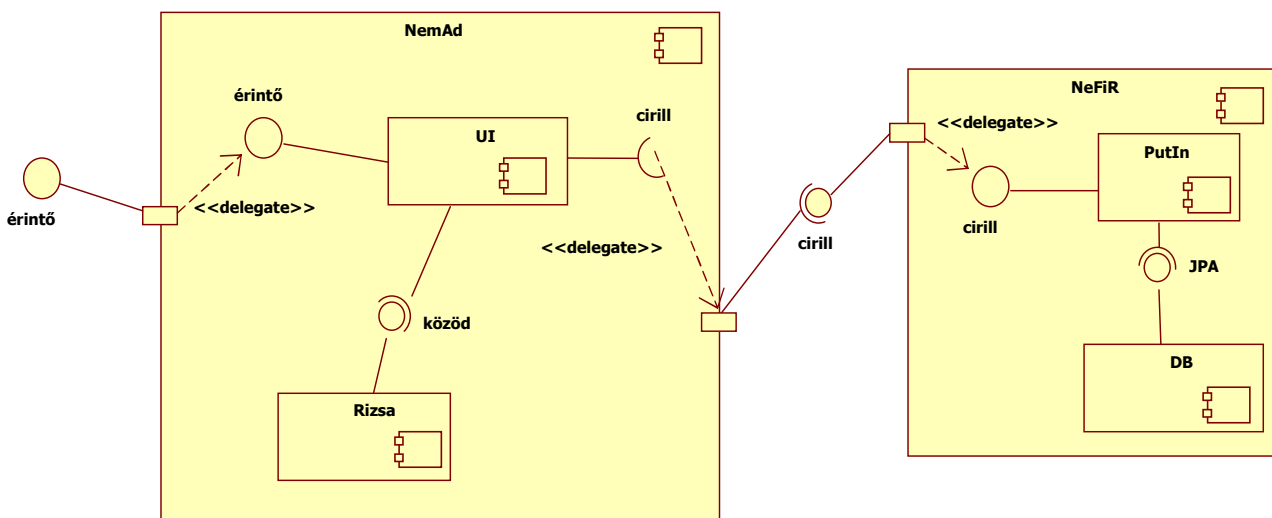 NemAd
érintő
UI
cirill
érintő
<<delegate>>
<<delegate>>
közöd
Rizsa
cirill
NeFiR
<<delegate>>
PutIn
cirill
JPA
DB